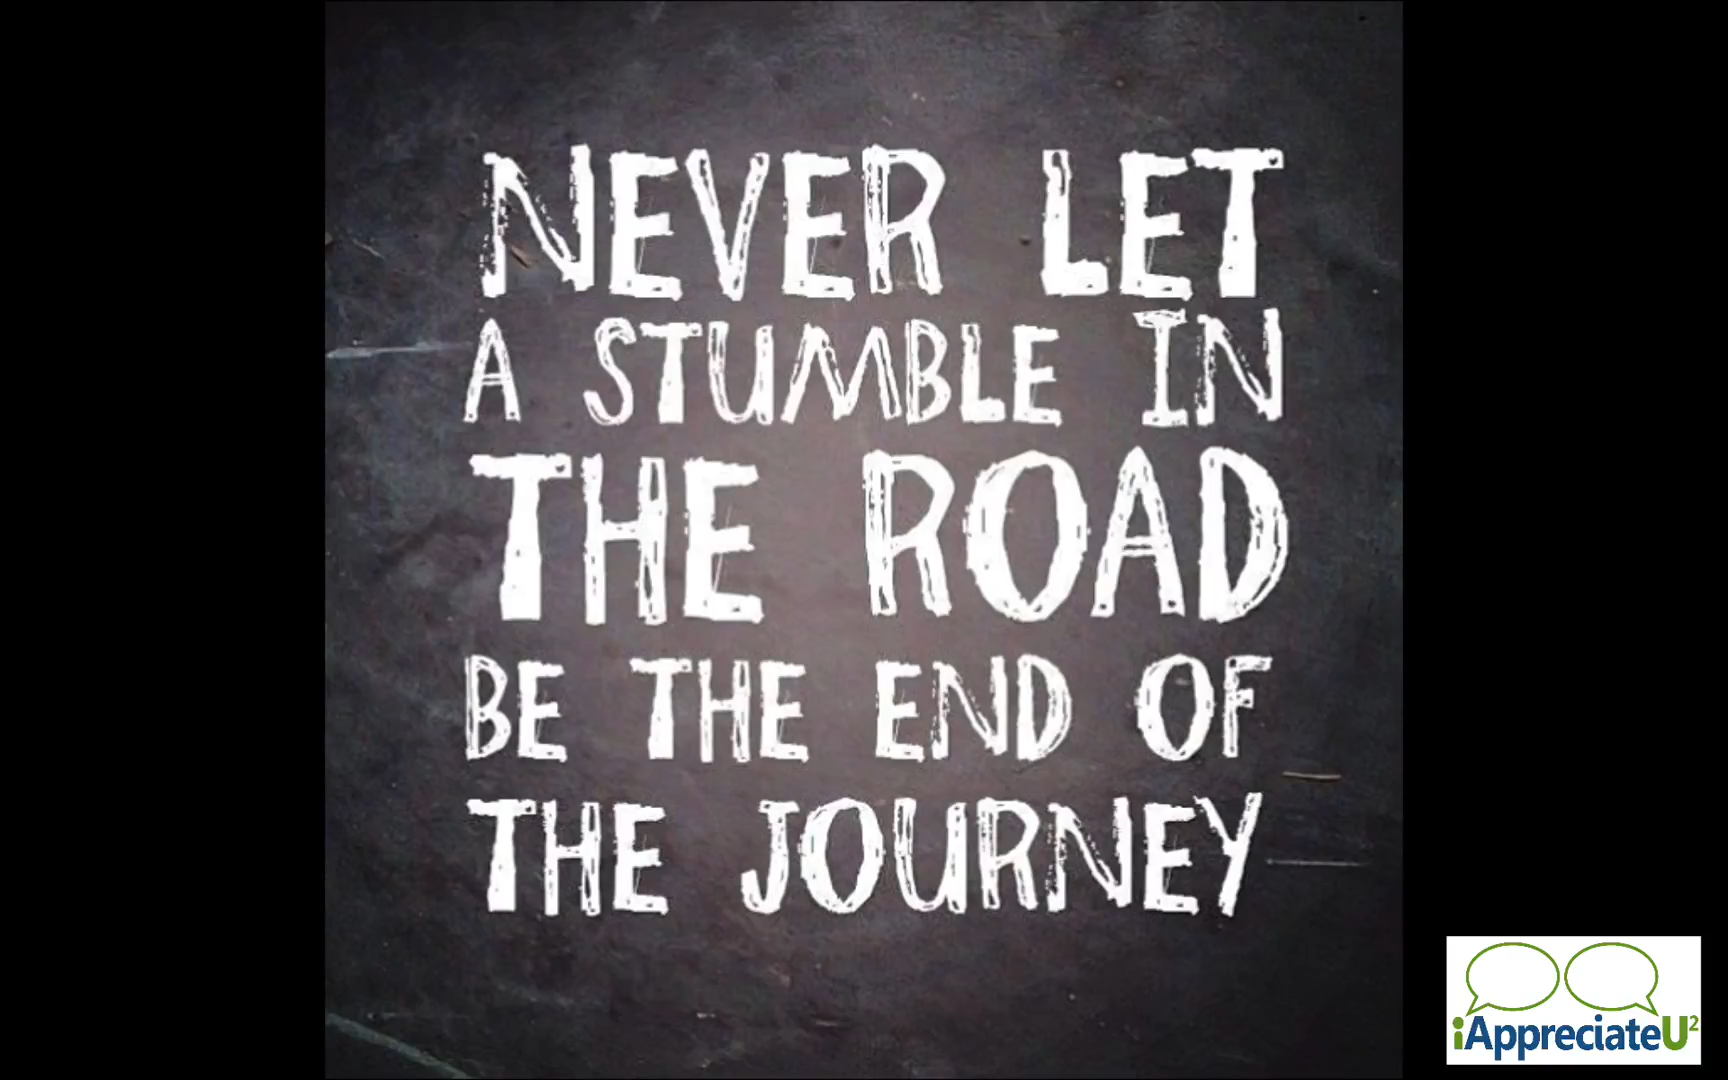 NEVER LET
A STUMBLE IN
THE ROAD
BE THE END OF
THE JOURNEY
iAppreciateU²